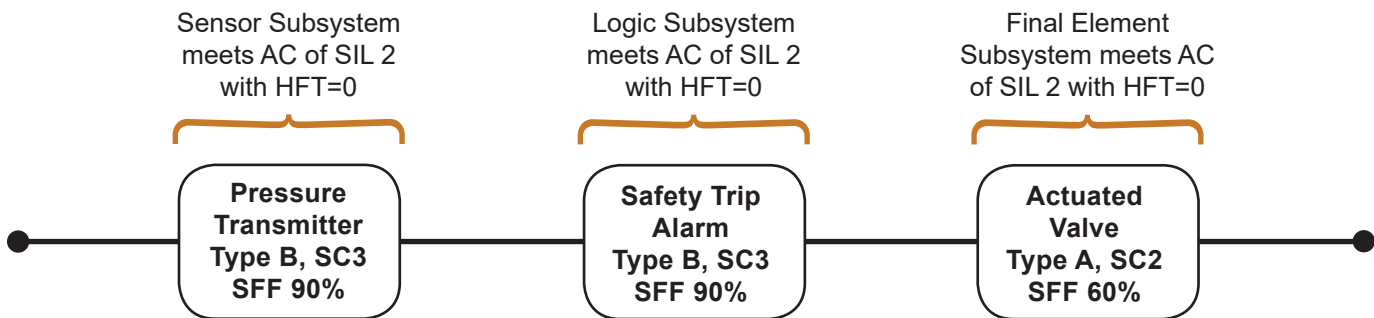 Sensor Subsystem
meets AC of SIL 2
with HFT=0
Logic Subsystem
meets AC of SIL 2
with HFT=0
Final Element
Subsystem meets AC
of SIL 2 with HFT=0
Pressure
Transmitter
Type B, SC3
SFF 90%
Safety Trip
Alarm
Type B, SC3
SFF 90%
Actuated
Valve
Type A, SC2
SFF 60%